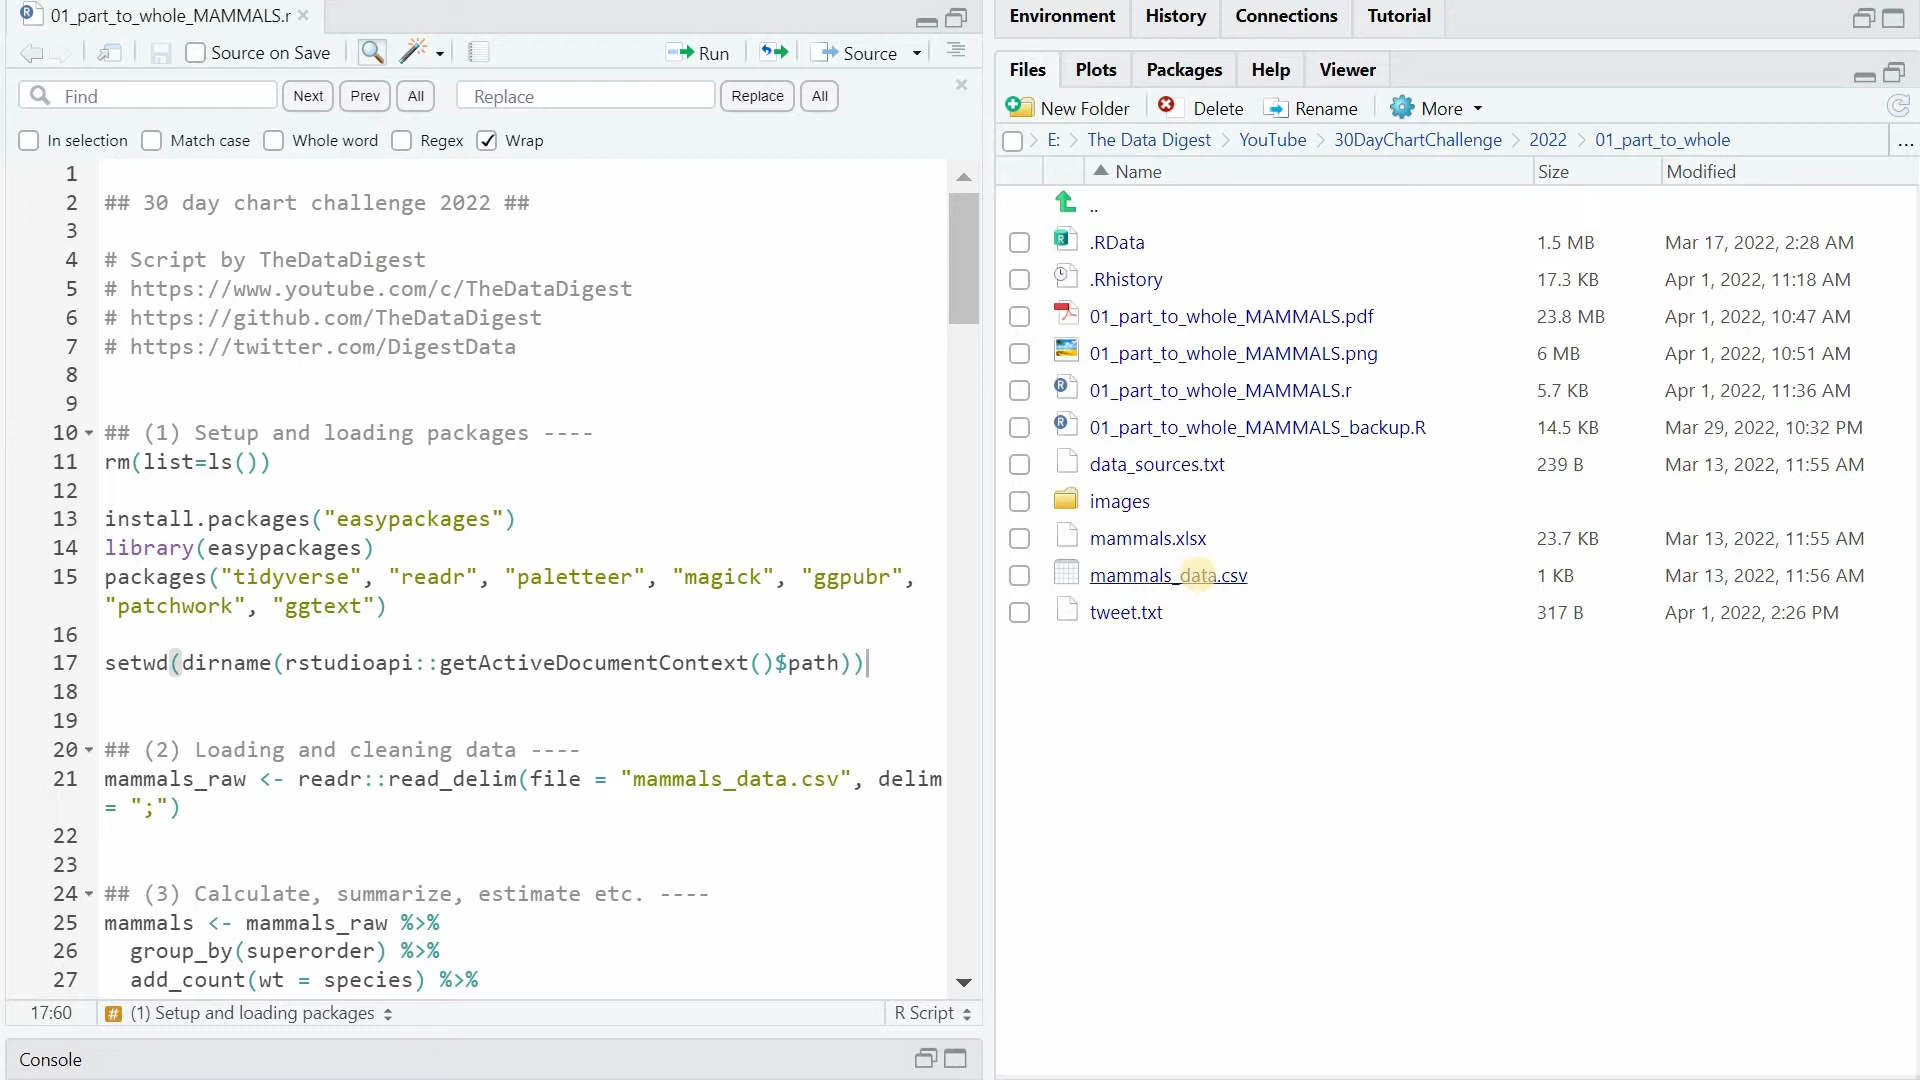 01_part_to_whole_MAMMALS.r
Source on Save
Run
Source
Find
Next
Prev
All
Replace
Replace
All
In selection
Match case
Whole word
Regex
Wrap
1
2 ## 30 day chart challenge 2022 ##
3
4 # Script by TheDataDigest
5 # https://www.youtube.com/c/TheDataDigest
6 # https://github.com/TheDataDigest
7 # https://twitter.com/DigestData
8
9
10 ## (1) Setup and loading packages ----
11 rm(list=ls())
12
13 install.packages("easypackages")
14 library(easypackages)
15 packages("tidyverse", "readr", "paletteer", "magick", "ggpubr",
"patchwork", "ggtext")
16
17 setwd(dirname(rstudioapi::getActiveDocumentContext()$path))
18
19
20 ## (2) Loading and cleaning data ----
21 mammals_raw <- readr::read_delim(file = "mammals_data.csv", delim
= ";")
22
23
24 ## (3) Calculate, summarize, estimate etc. ----
25 mammals <- mammals_raw %>%
26 group_by(superorder) %>%
27 add_count(wt = species) %>%
17:60
# (1) Setup and loading packages
R Script
Console
Environment
History
Connections
Tutorial
Files
Plots
Packages
Help
Viewer
New Folder
Delete
Rename
More
E: > The Data Digest > YouTube > 30DayChartChallenge > 2022 > 01_part_to_whole
...
Name Size Modified
..
.RData 1.5 MB Mar 17, 2022, 2:28 AM
.Rhistory 17.3 KB Apr 1, 2022, 11:18 AM
01_part_to_whole_MAMMALS.pdf 23.8 MB Apr 1, 2022, 10:47 AM
01_part_to_whole_MAMMALS.png 6 MB Apr 1, 2022, 10:51 AM
01_part_to_whole_MAMMALS.r 5.7 KB Apr 1, 2022, 11:36 AM
01_part_to_whole_MAMMALS_backup.R 14.5 KB Mar 29, 2022, 10:32 PM
data_sources.txt 239 B Mar 13, 2022, 11:55 AM
images
mammals.xlsx 23.7 KB Mar 13, 2022, 11:55 AM
mammals_data.csv 1 KB Mar 13, 2022, 11:56 AM
tweet.txt 317 B Apr 1, 2022, 2:26 PM